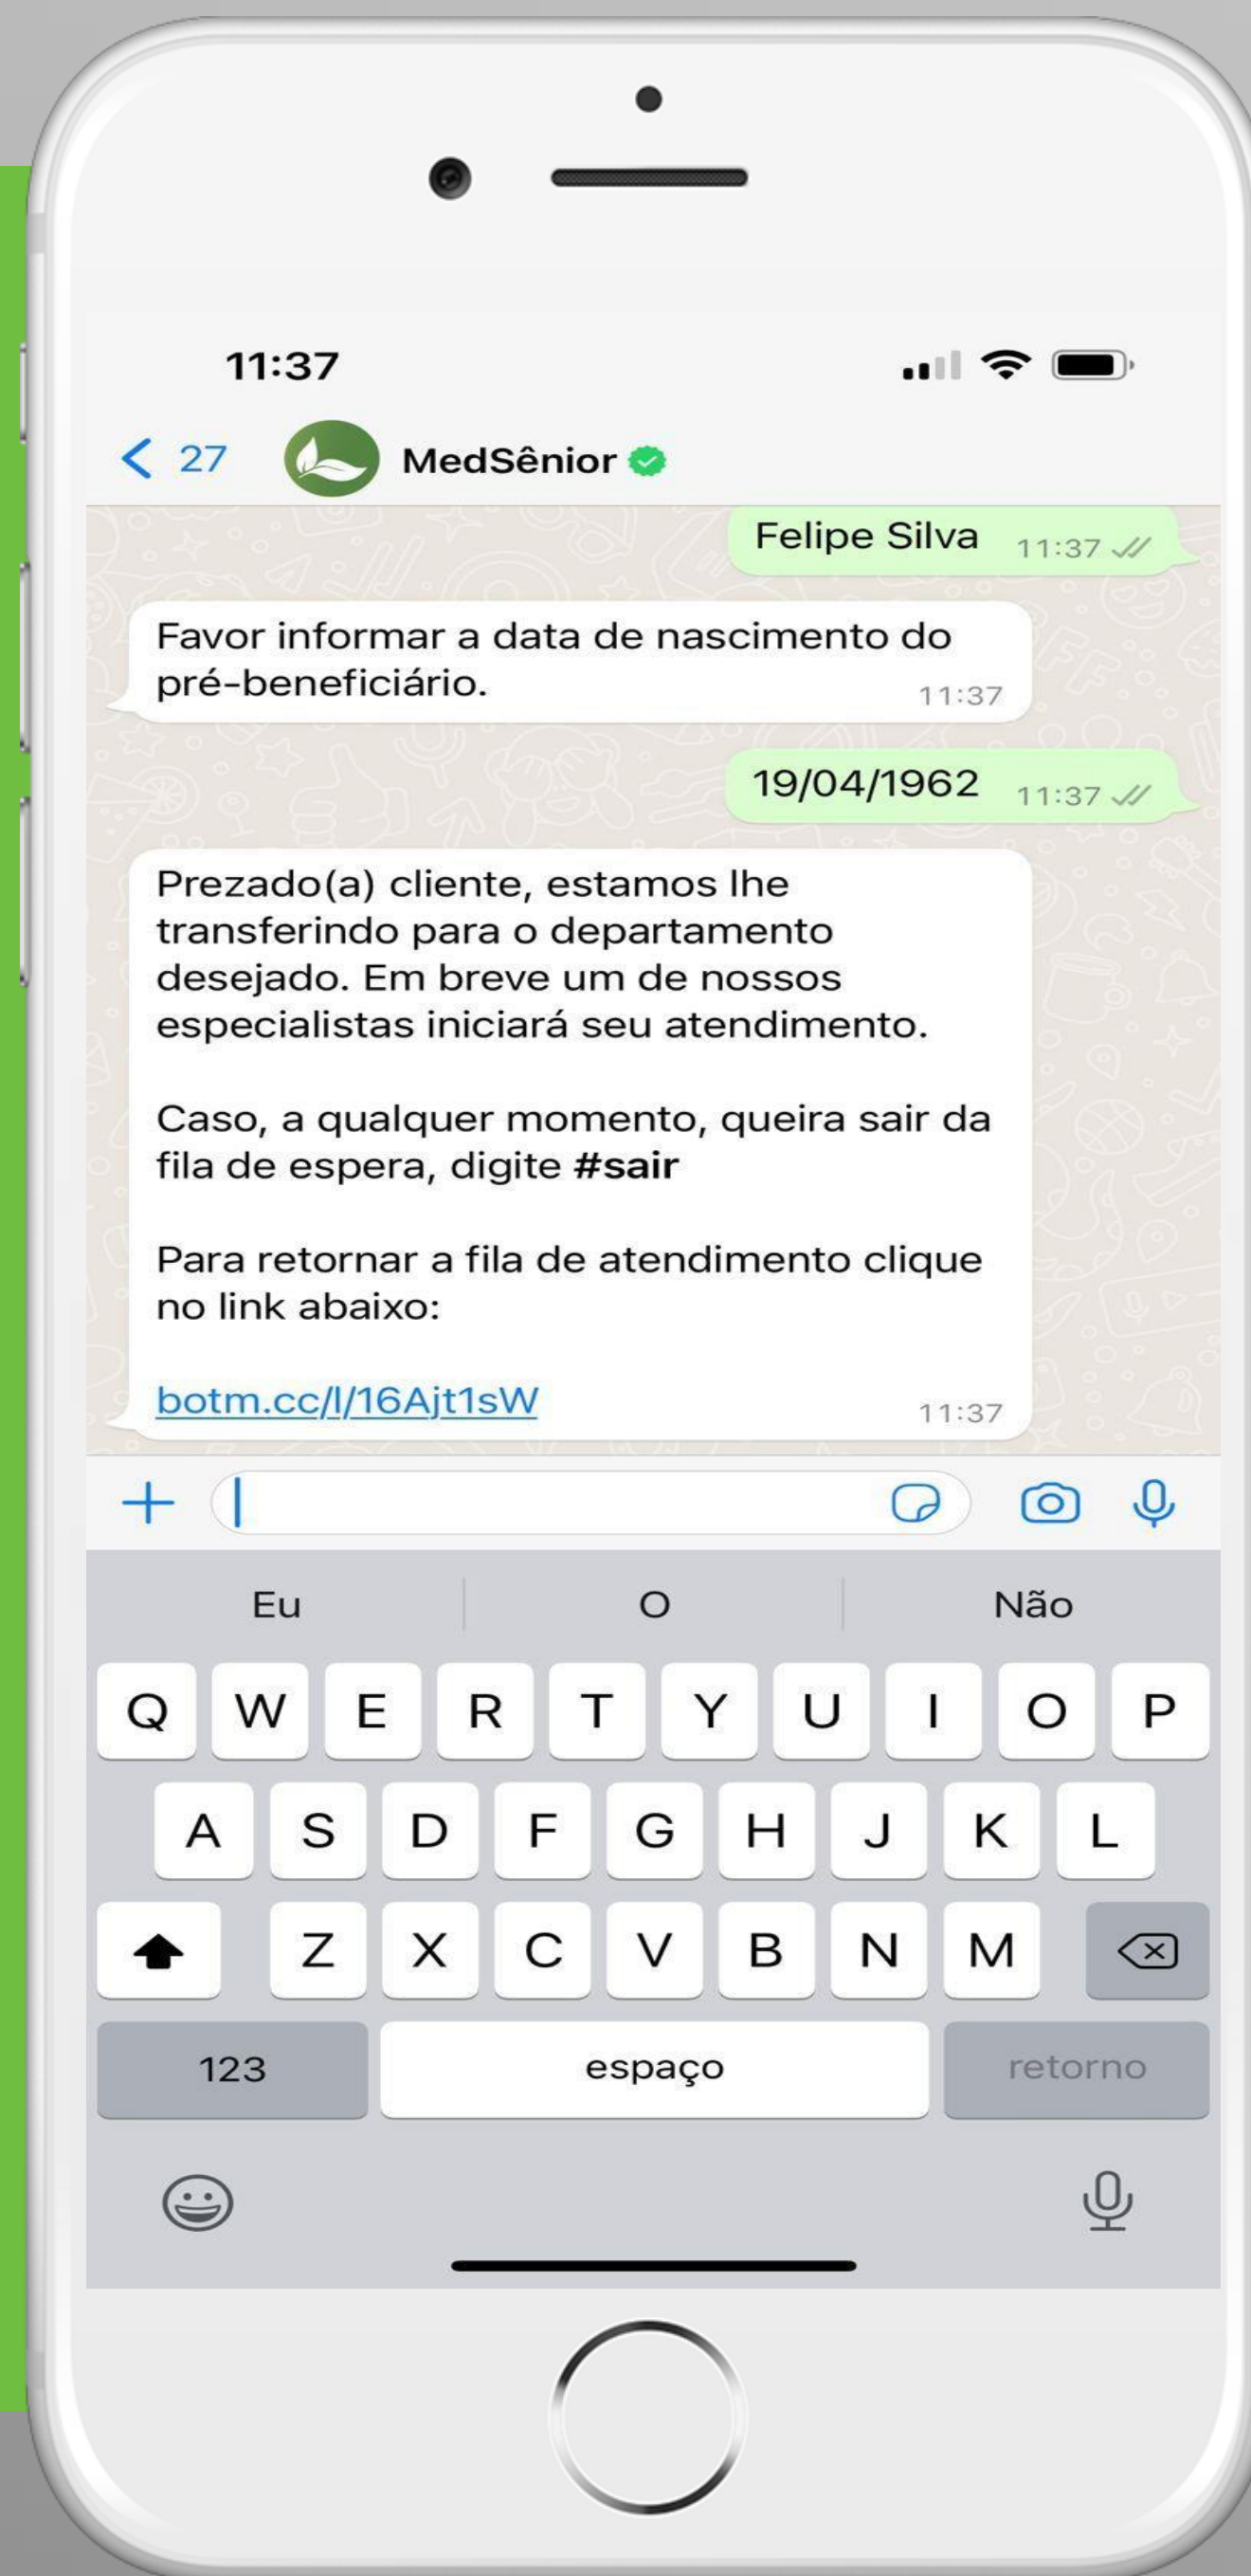 11:37
27 MedSênior
Felipe Silva 11:37
Favor informar a data de nascimento do
pré-beneficiário. 11:37
19/04/1962 11:37
Prezado(a) cliente, estamos lhe
transferindo para o departamento
desejado. Em breve um de nossos
especialistas iniciará seu atendimento.
Caso, a qualquer momento, queira sair da
fila de espera, digite #sair
Para retornar a fila de atendimento clique
no link abaixo:
botm.cc/l/16Ajt1sW 11:37
Eu O Não
Q W E R T Y U I O P
A S D F G H J K L
Z X C V B N M
123 espaço retorno